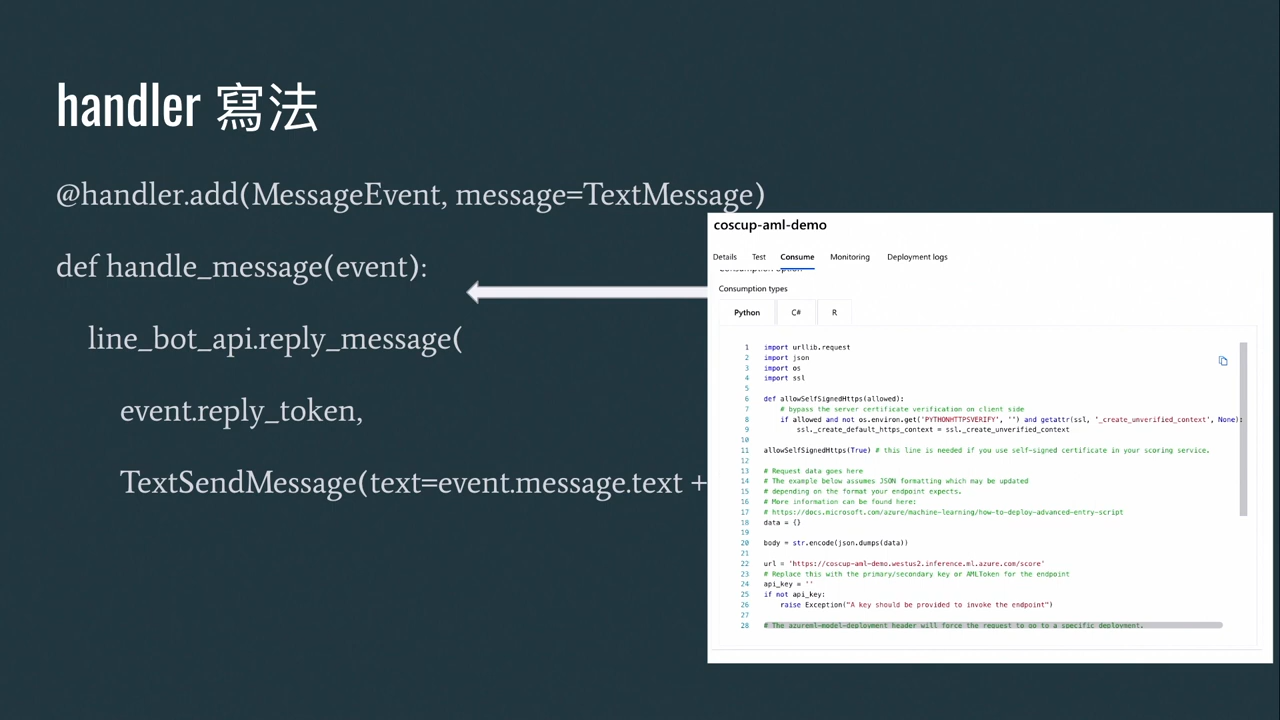 handler 寫法
@handler.add(MessageEvent, message=TextMessage)
def handle_message(event):
line_bot_api.reply_message(
event.reply_token,
TextSendMessage(text=event.message.text +
coscup-aml-demo
Details Test Consume Monitoring Deployment logs
Consumption option
Consumption types
Python C# R
1 import urllib.request
2 import json
3 import os
4 import ssl
5
6 def allowSelfSignedHttps(allowed):
7 # bypass the server certificate verification on client side
8 if allowed and not os.environ.get('PYTHONHTTPSVERIFY', '') and getattr(ssl, '_create_unverified_context', None):
9 ssl._create_default_https_context = ssl._create_unverified_context
10
11 allowSelfSignedHttps(True) # this line is needed if you use self-signed certificate in your scoring service.
12
13 # Request data goes here
14 # The example below assumes JSON formatting which may be updated
15 # depending on the format your endpoint expects.
16 # More information can be found here:
17 # https://docs.microsoft.com/azure/machine-learning/how-to-deploy-advanced-entry-script
18 data = {}
19
20 body = str.encode(json.dumps(data))
21
22 url = 'https://coscup-aml-demo.westus2.inference.ml.azure.com/score'
23 # Replace this with the primary/secondary key or AMLToken for the endpoint
24 api_key = ''
25 if not api_key:
26 raise Exception("A key should be provided to invoke the endpoint")
27
28 # The azureml-model-deployment header will force the request to go to a specific deployment.